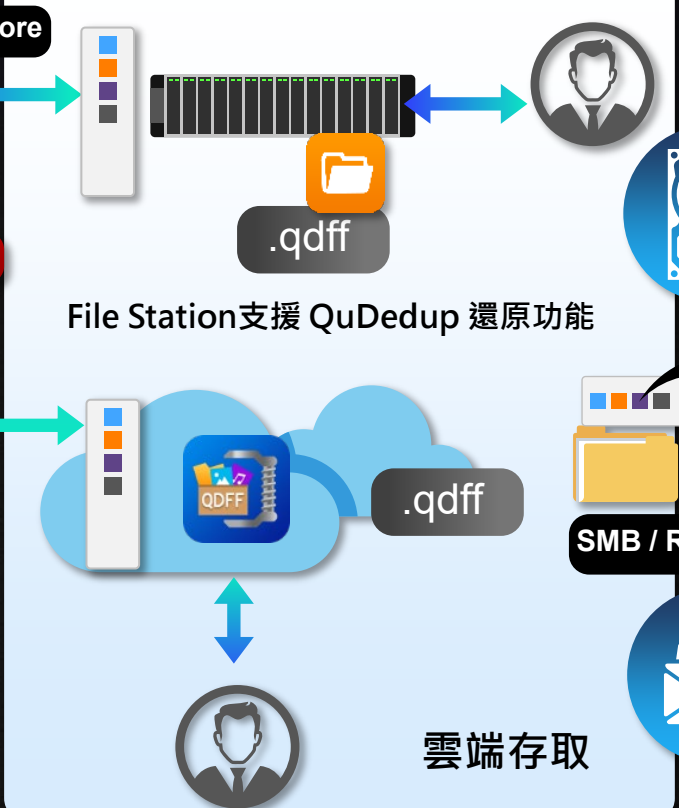 ore
.qdff
File Station支援 QuDedup 還原功能
QDFF
.qdff
SMB / R
雲端存取